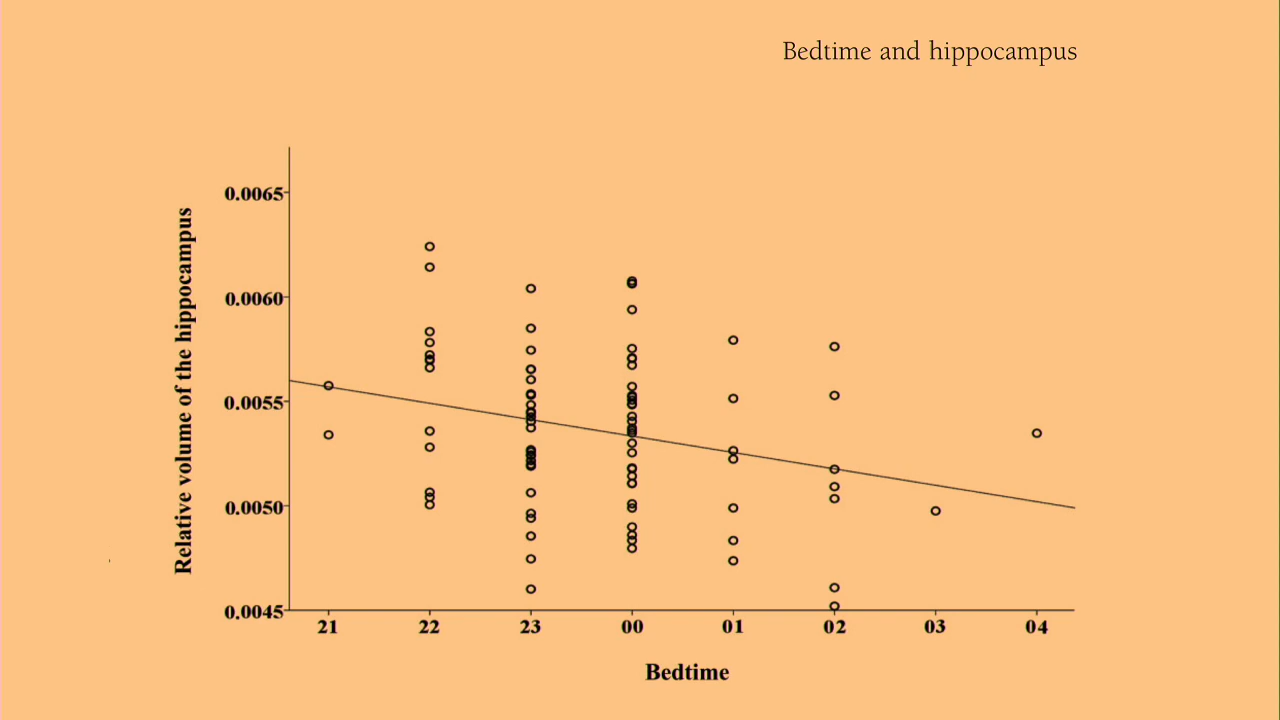 Bedtime and hippocampus
Relative volume of the hippocampus
0.0065
0.0060
0.0055
0.0050
0.0045
21 22 23 00 01 02 03 04
Bedtime